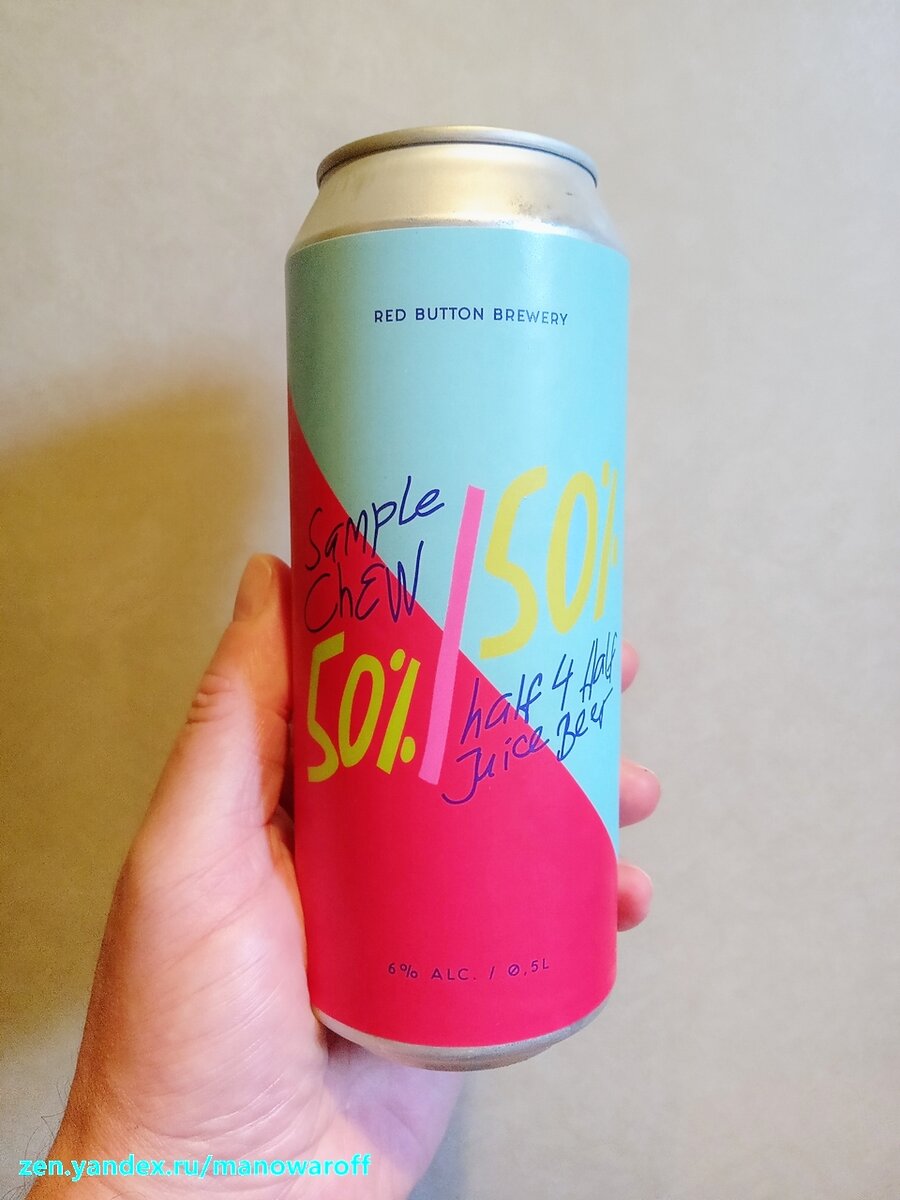 RED BUTTON BREWERY
Sample
ChEW
50%
50%
half 4 Half
Juice Beer
6% ALC. / 0,5L
zen.yandex.ru/manowaroff